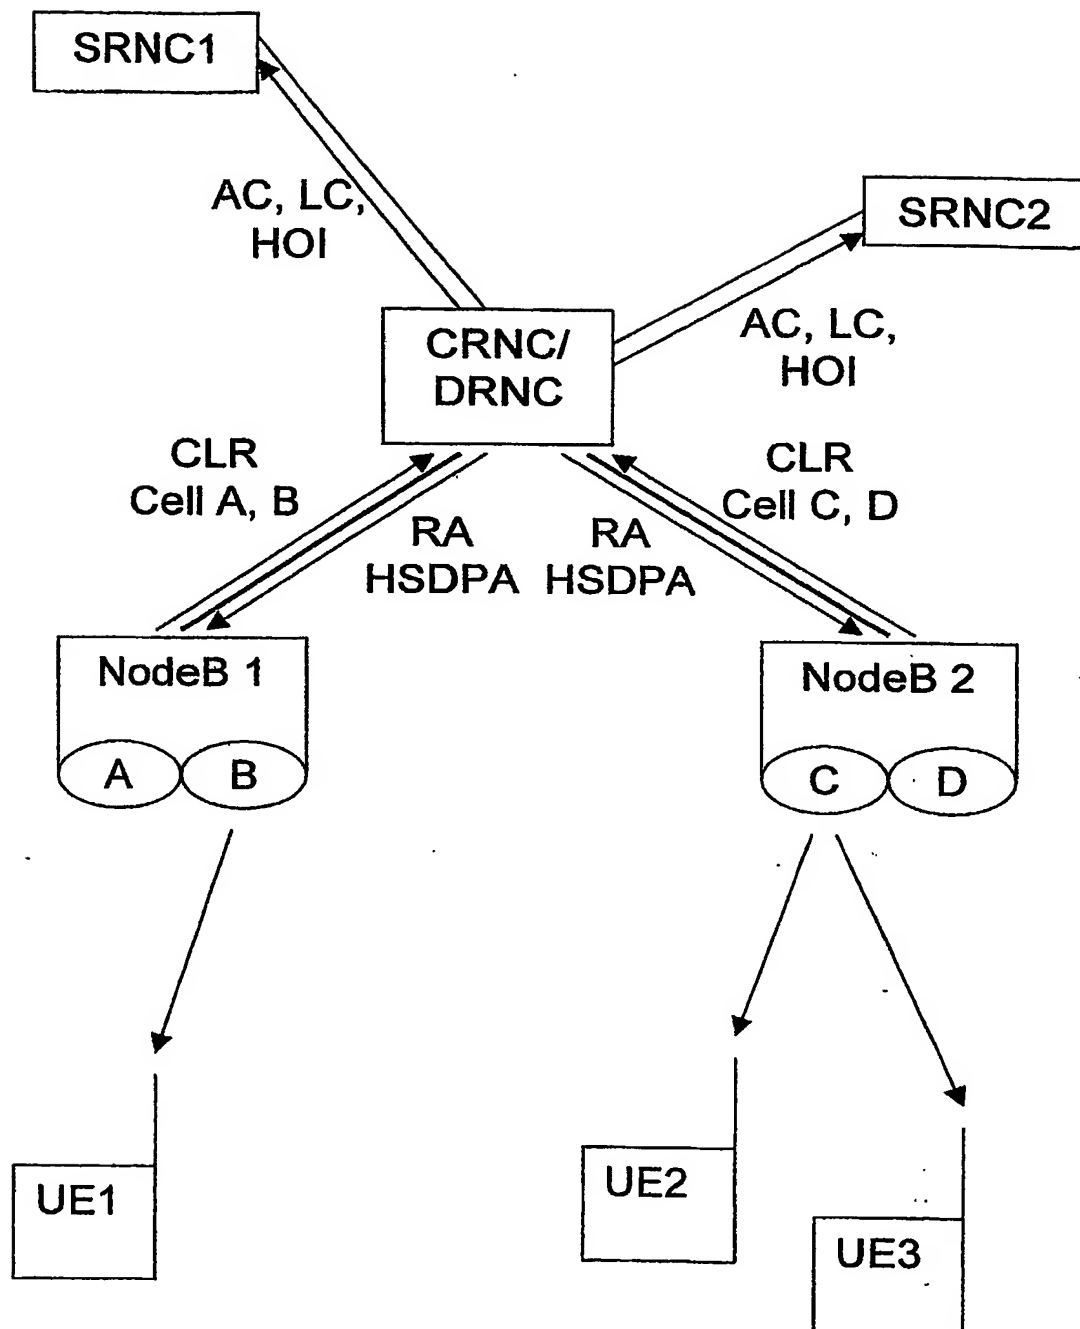 SRNC1
AC, LC,
HOI
SRNC2
AC, LC,
HOI
CRNC/
DRNC
CLR
Cell A, B
RA
HSDPA
RA
HSDPA
CLR
Cell C, D
NodeB 1
A
B
NodeB 2
C
D
UE1
UE2
UE3